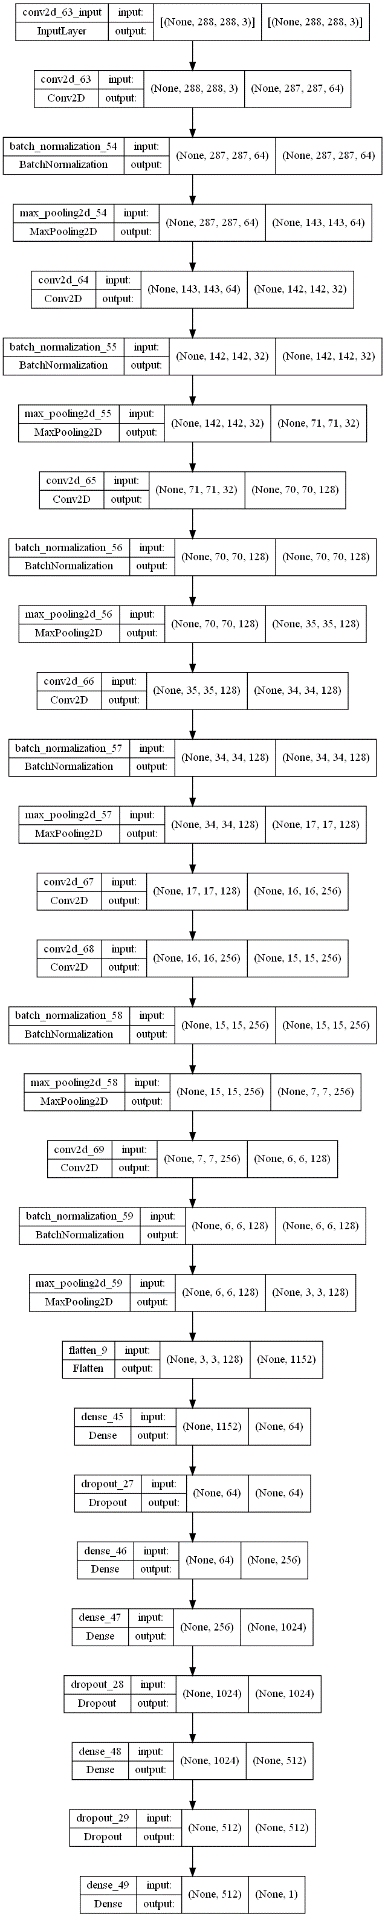 conv2d_63_input input: [(None, 288, 288, 3)] [(None, 288, 288, 3)]
InputLayer output:
conv2d_63 input: (None, 288, 288, 3) (None, 287, 287, 64)
Conv2D output:
batch_normalization_54 input: (None, 287, 287, 64) (None, 287, 287, 64)
BatchNormalization output:
max_pooling2d_54 input: (None, 287, 287, 64) (None, 143, 143, 64)
MaxPooling2D output:
conv2d_64 input: (None, 143, 143, 64) (None, 142, 142, 32)
Conv2D output:
batch_normalization_55 input: (None, 142, 142, 32) (None, 142, 142, 32)
BatchNormalization output:
max_pooling2d_55 input: (None, 142, 142, 32) (None, 71, 71, 32)
MaxPooling2D output:
conv2d_65 input: (None, 71, 71, 32) (None, 70, 70, 128)
Conv2D output:
batch_normalization_56 input: (None, 70, 70, 128) (None, 70, 70, 128)
BatchNormalization output:
max_pooling2d_56 input: (None, 70, 70, 128) (None, 35, 35, 128)
MaxPooling2D output:
conv2d_66 input: (None, 35, 35, 128) (None, 34, 34, 128)
Conv2D output:
batch_normalization_57 input: (None, 34, 34, 128) (None, 34, 34, 128)
BatchNormalization output:
max_pooling2d_57 input: (None, 34, 34, 128) (None, 17, 17, 128)
MaxPooling2D output:
conv2d_67 input: (None, 17, 17, 128) (None, 16, 16, 256)
Conv2D output:
conv2d_68 input: (None, 16, 16, 256) (None, 15, 15, 256)
Conv2D output:
batch_normalization_58 input: (None, 15, 15, 256) (None, 15, 15, 256)
BatchNormalization output:
max_pooling2d_58 input: (None, 15, 15, 256) (None, 7, 7, 256)
MaxPooling2D output:
conv2d_69 input: (None, 7, 7, 256) (None, 6, 6, 128)
Conv2D output:
batch_normalization_59 input: (None, 6, 6, 128) (None, 6, 6, 128)
BatchNormalization output:
max_pooling2d_59 input: (None, 6, 6, 128) (None, 3, 3, 128)
MaxPooling2D output:
flatten_9 input: (None, 3, 3, 128) (None, 1152)
Flatten output:
dense_45 input: (None, 1152) (None, 64)
Dense output:
dropout_27 input: (None, 64) (None, 64)
Dropout output:
dense_46 input: (None, 64) (None, 256)
Dense output:
dense_47 input: (None, 256) (None, 1024)
Dense output:
dropout_28 input: (None, 1024) (None, 1024)
Dropout output:
dense_48 input: (None, 1024) (None, 512)
Dense output:
dropout_29 input: (None, 512) (None, 512)
Dropout output:
dense_49 input: (None, 512) (None, 1)
Dense output: